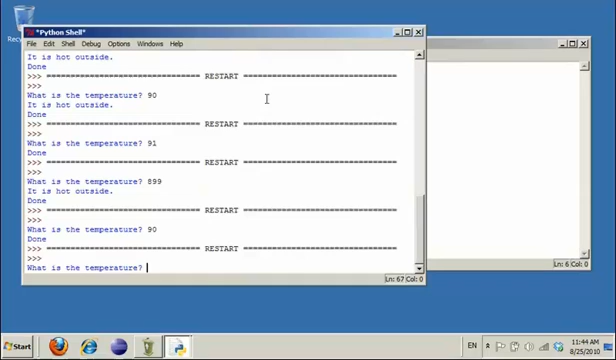 Recy
*Python Shell*
File Edit Shell Debug Options Windows Help
It is hot outside.
Done
>>> ================================ RESTART ================================
>>>
What is the temperature? 90
It is hot outside.
Done
>>> ================================ RESTART ================================
>>>
What is the temperature? 91
Done
>>> ================================ RESTART ================================
>>>
What is the temperature? 899
It is hot outside.
>>> ================================ RESTART ================================
>>>
What is the temperature? 90
Done
>>> ================================ RESTART ================================
>>>
What is the temperature?
Ln: 67 Col: 0
Ln: 6 Col: 0
Start
EN
11:44 AM
8/25/2010